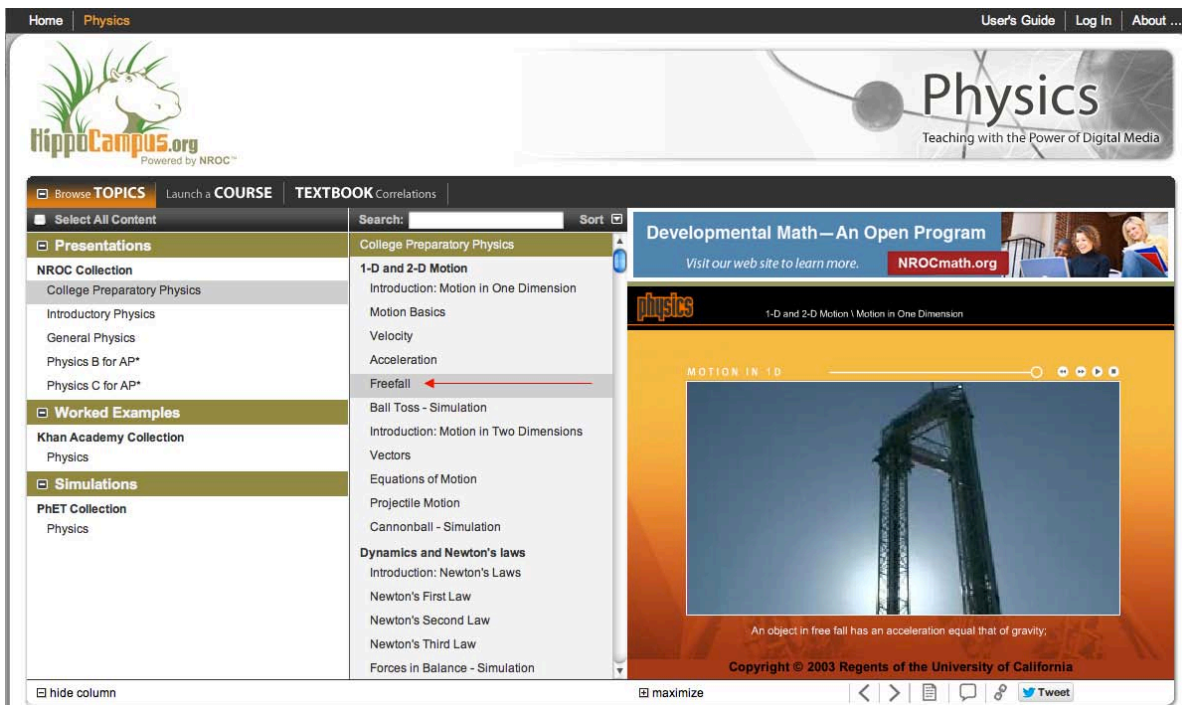 Home Physics User's Guide Log In About ...
HippoCampus.org
Powered by NROC™
Physics
Teaching with the Power of Digital Media
Browse TOPICS Launch a COURSE TEXTBOOK Correlations
Select All Content
Presentations
NROC Collection
College Preparatory Physics
Introductory Physics
General Physics
Physics B for AP*
Physics C for AP*
Worked Examples
Khan Academy Collection
Physics
Simulations
PhET Collection
Physics
hide column
Search: Sort
College Preparatory Physics
1-D and 2-D Motion
Introduction: Motion in One Dimension
Motion Basics
Velocity
Acceleration
Freefall
Ball Toss - Simulation
Introduction: Motion in Two Dimensions
Vectors
Equations of Motion
Projectile Motion
Cannonball - Simulation
Dynamics and Newton's laws
Introduction: Newton's Laws
Newton's First Law
Newton's Second Law
Newton's Third Law
Forces in Balance - Simulation
Developmental Math—An Open Program
Visit our web site to learn more. NROCmath.org
physics 1-D and 2-D Motion \ Motion in One Dimension
MOTION IN 1D
An object in free fall has an acceleration equal that of gravity;
Copyright © 2003 Regents of the University of California
maximize Tweet